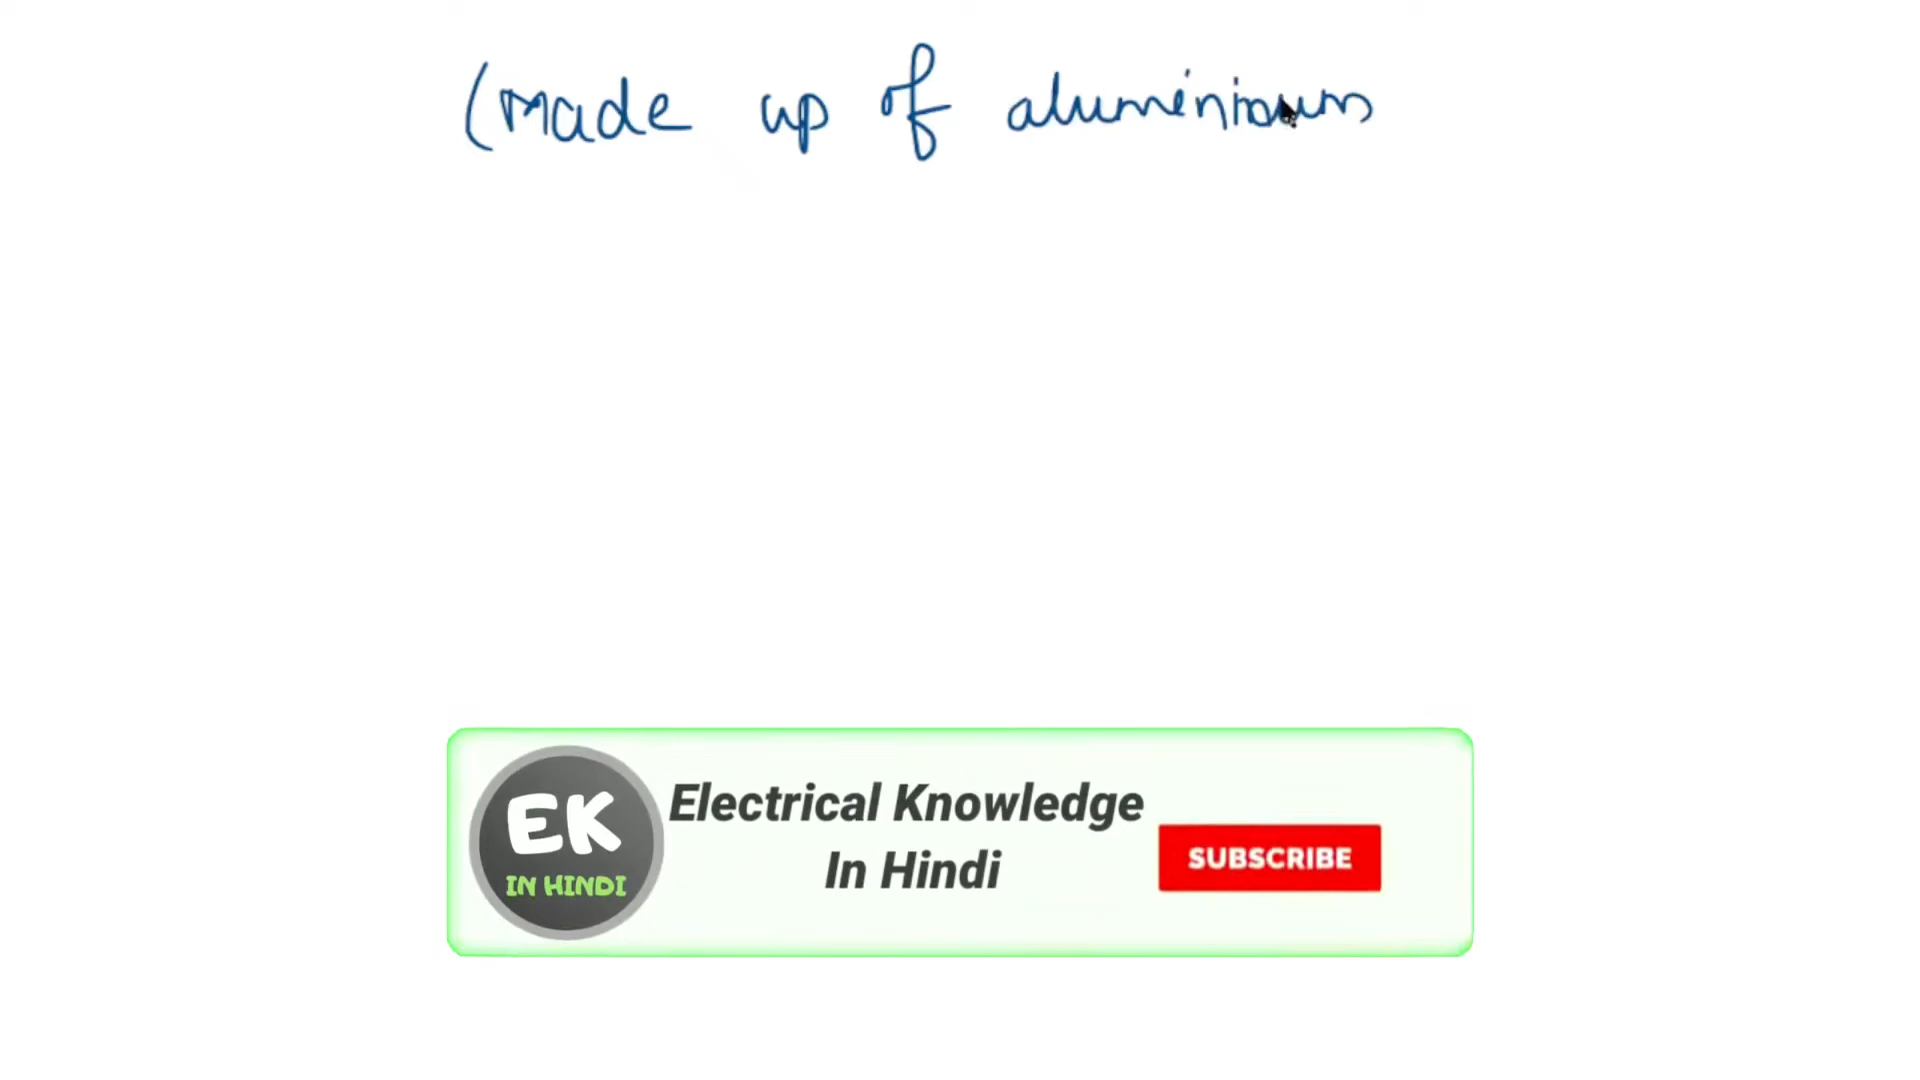 (Made up of aluminium
EK
IN HINDI
Electrical Knowledge
In Hindi
SUBSCRIBE